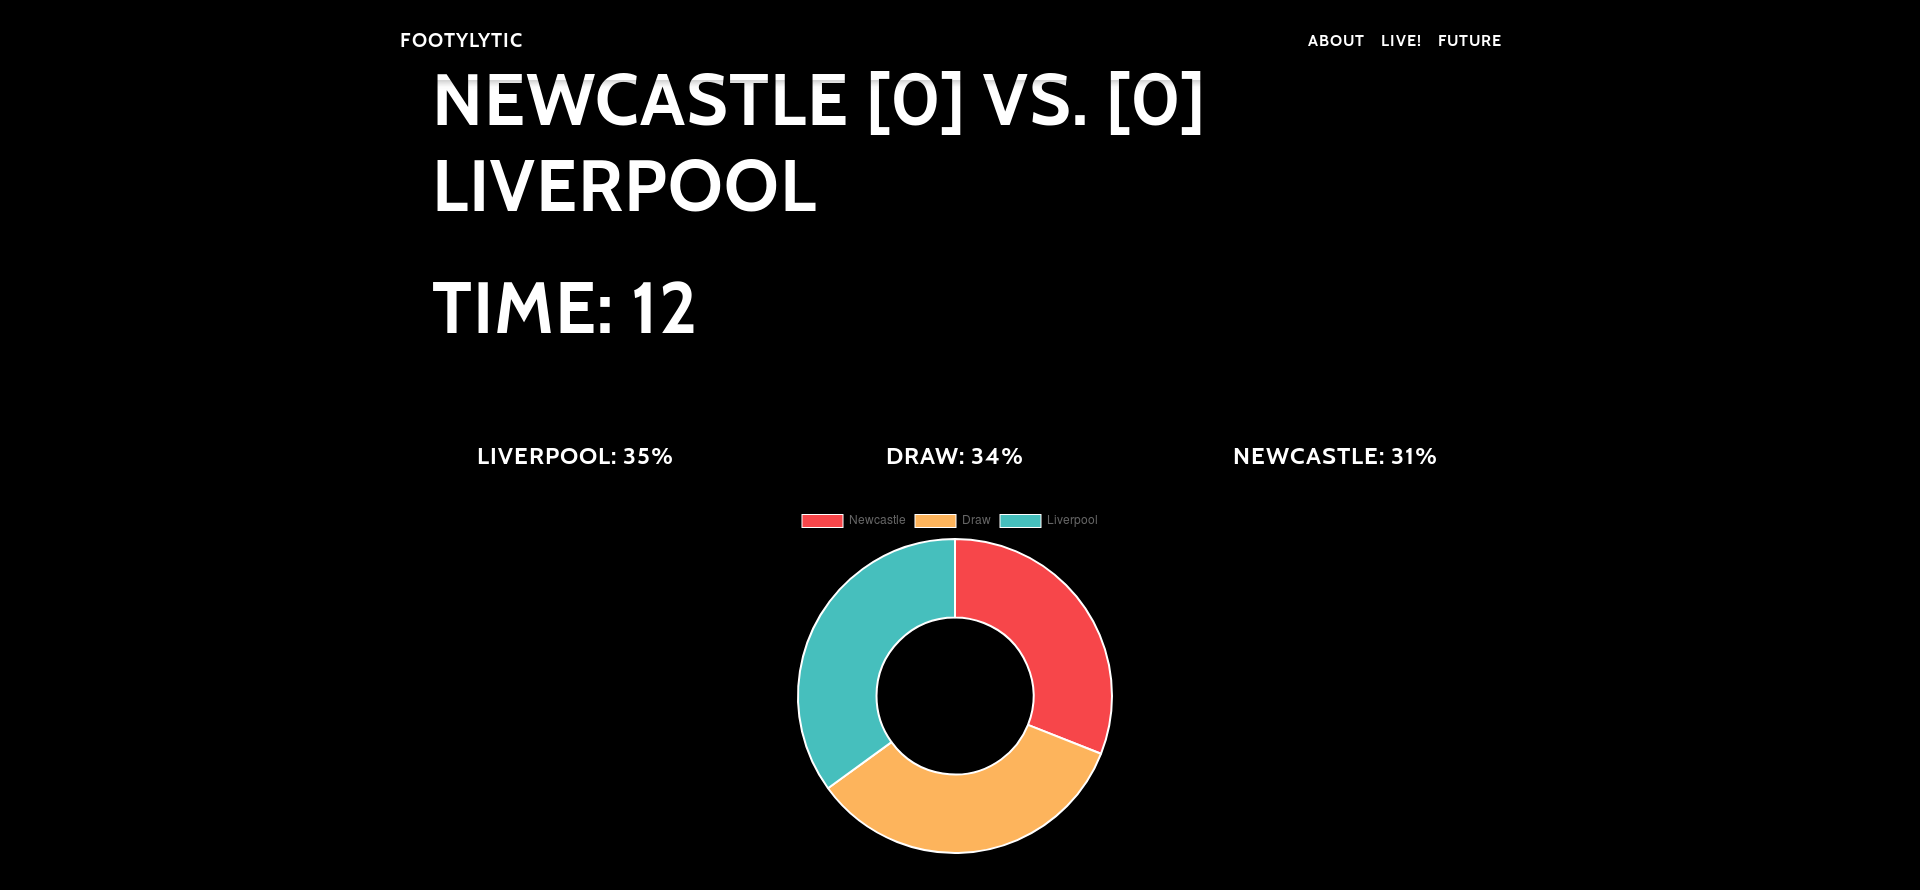 FOOTYLYTIC
ABOUT LIVE! FUTURE
NEWCASTLE [0] VS. [0]
LIVERPOOL
TIME: 12
LIVERPOOL: 35%
DRAW: 34%
NEWCASTLE: 31%
Newcastle Draw Liverpool